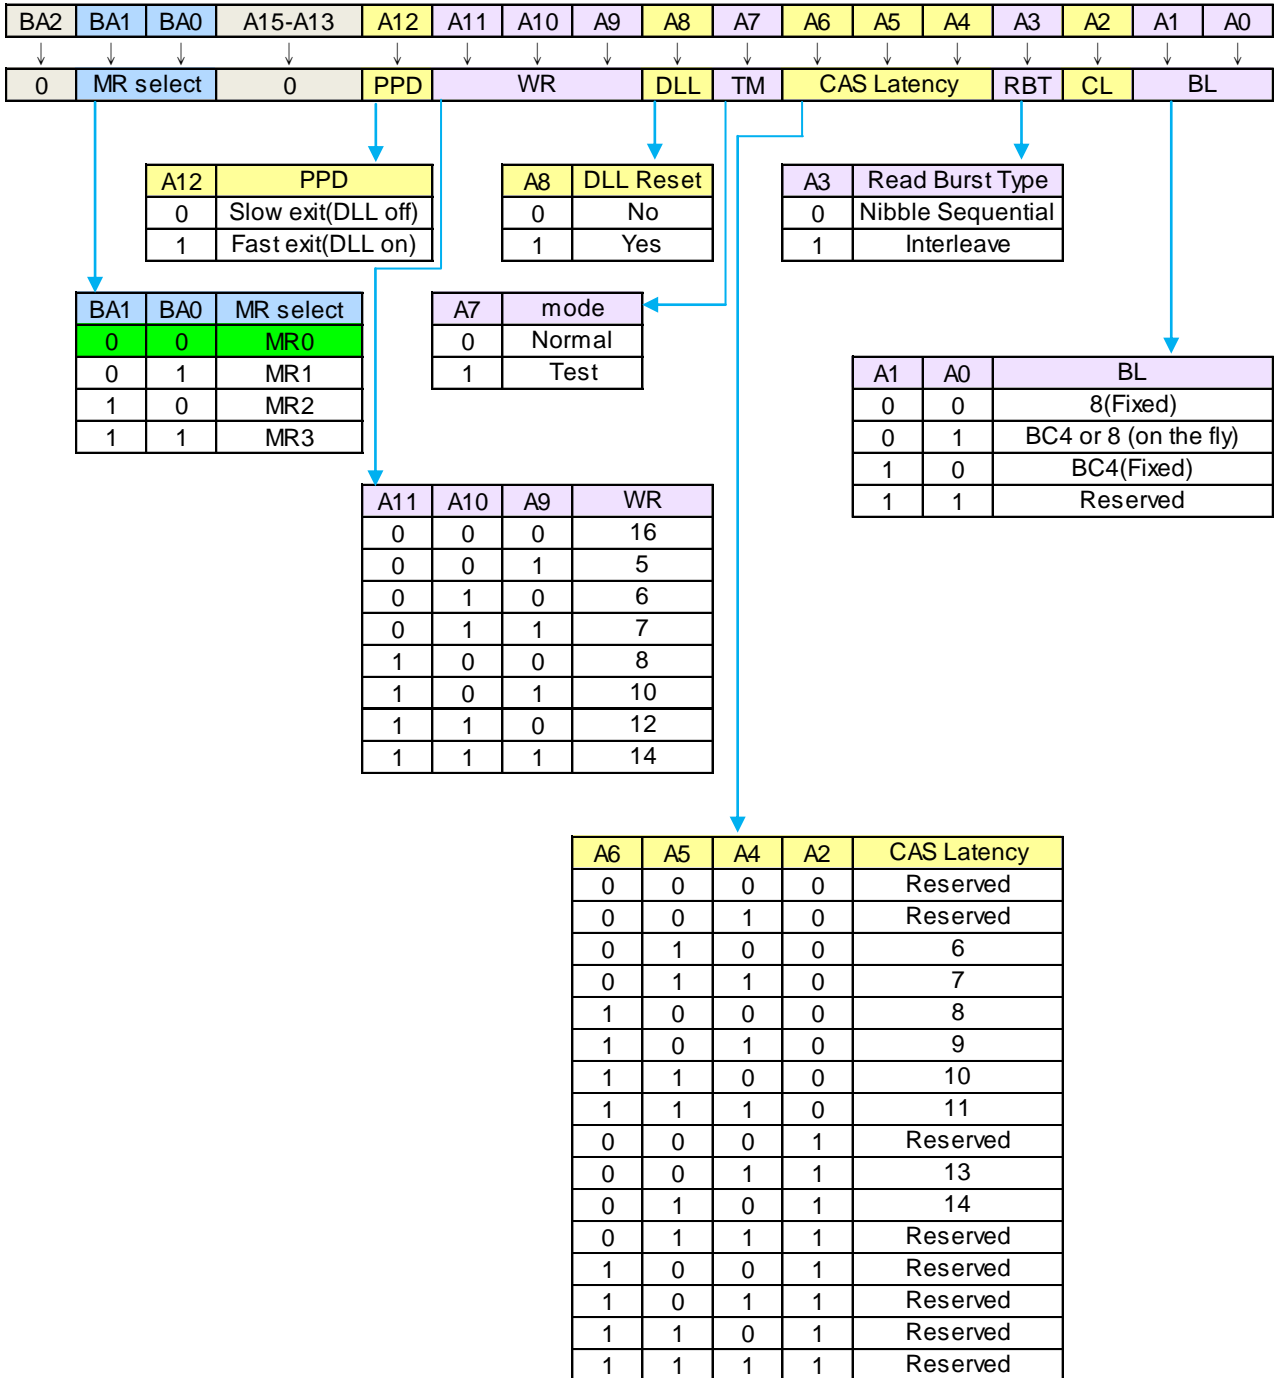 BA2 BA1 BA0 A15-A13 A12 A11 A10 A9 A8 A7 A6 A5 A4 A3 A2 A1 A0
0 MR select 0 PPD WR DLL TM CAS Latency RBT CL BL
A12 PPD
0 Slow exit(DLL off)
1 Fast exit(DLL on)
A8 DLL Reset
0 No
1 Yes
A3 Read Burst Type
0 Nibble Sequential
1 Interleave
BA1 BA0 MR select
0 0 MR0
0 1 MR1
1 0 MR2
1 1 MR3
A7 mode
0 Normal
1 Test
A1 A0 BL
0 0 8(Fixed)
0 1 BC4 or 8 (on the fly)
1 0 BC4(Fixed)
1 1 Reserved
A11 A10 A9 WR
0 0 0 16
0 0 1 5
0 1 0 6
0 1 1 7
1 0 0 8
1 0 1 10
1 1 0 12
1 1 1 14
A6 A5 A4 A2 CAS Latency
0 0 0 0 Reserved
0 0 1 0 Reserved
0 1 0 0 6
0 1 1 0 7
1 0 0 0 8
1 0 1 0 9
1 1 0 0 10
1 1 1 0 11
0 0 0 1 Reserved
0 0 1 1 13
0 1 0 1 14
0 1 1 1 Reserved
1 0 0 1 Reserved
1 0 1 1 Reserved
1 1 0 1 Reserved
1 1 1 1 Reserved